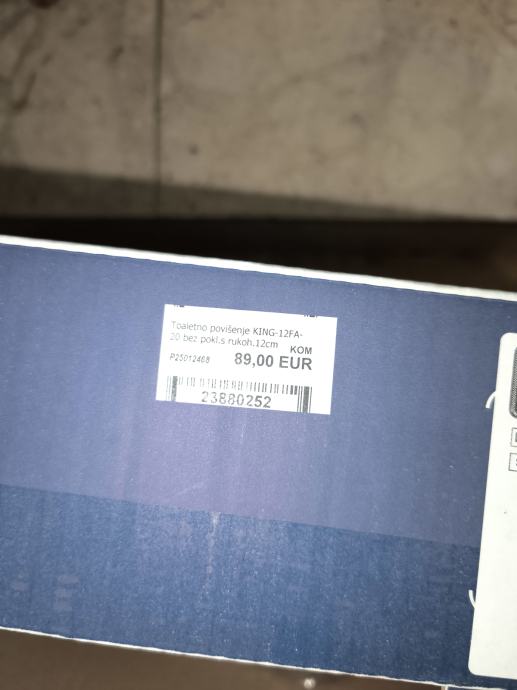 Toaletno povišenje KING-12FA-
20 bez pokl.s rukoh.12cm
KOM
P25012468 89,00 EUR
23880252